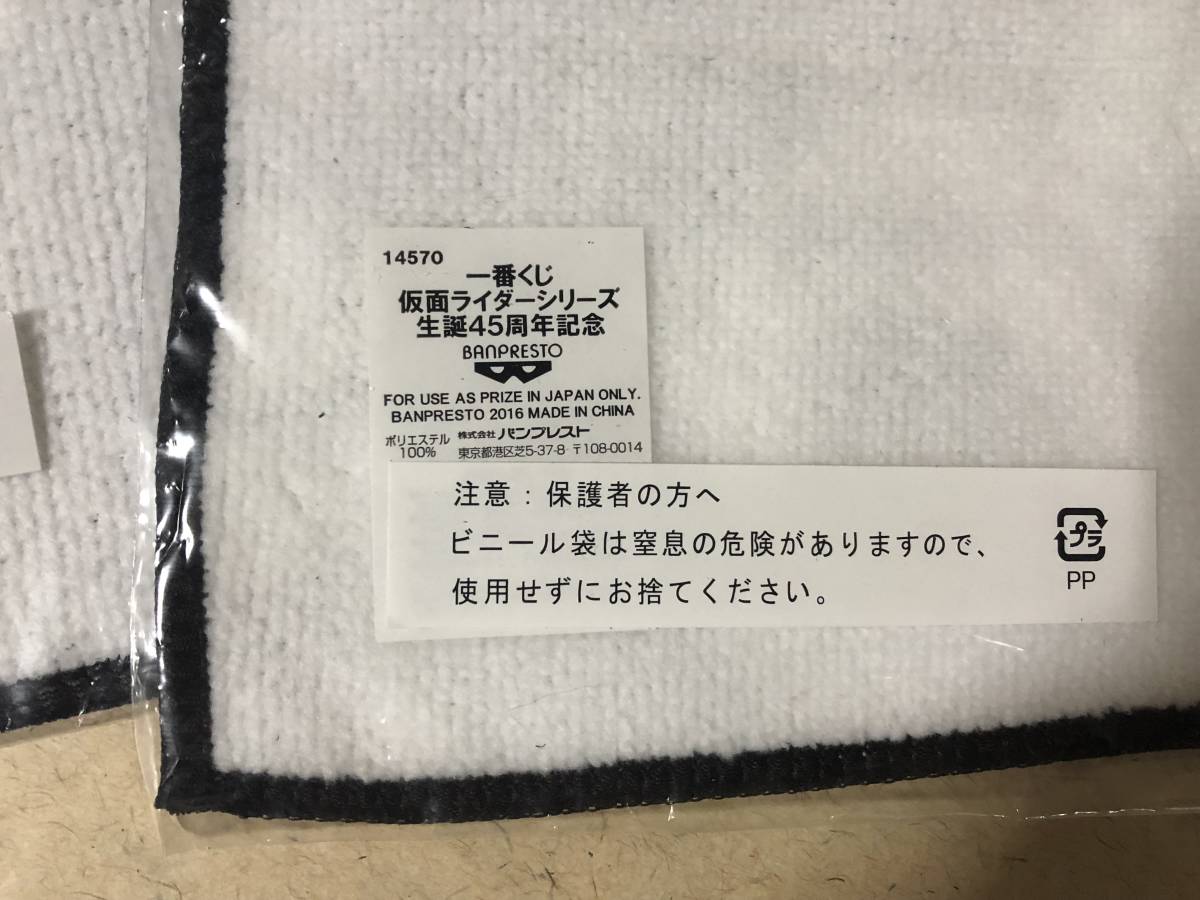 14570
一番くじ
仮面ライダーシリーズ
生誕45周年記念
BANPRESTO
FOR USE AS PRIZE IN JAPAN ONLY.
BANPRESTO 2016 MADE IN CHINA
ポリエステル
100%
株式会社 バンプレスト
東京都港区芝5-37-8 〒108-0014
注意:保護者の方へ
ビニール袋は窒息の危険がありますので、
使用せずにお捨てください。
プラ
PP